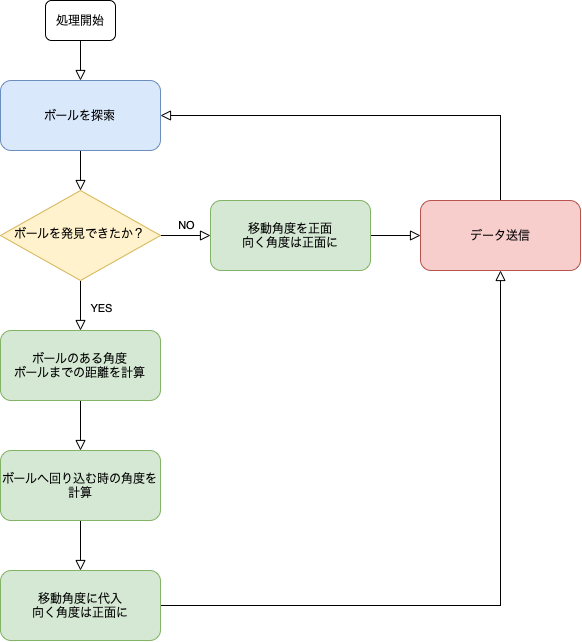 処理開始
ボールを探索
ボールを発見できたか？
NO
移動角度を正面
向く角度は正面に
データ送信
YES
ボールのある角度
ボールまでの距離を計算
ボールへ回り込む時の角度を
計算
移動角度に代入
向く角度は正面に